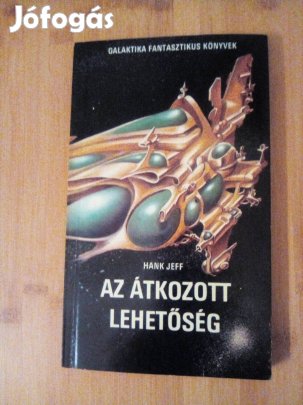 Jófogás
GALAKTIKA FANTASZTIKUS KÖNYVEK
HANK JEFF
AZ ÁTKOZOTT
LEHETŐSÉG